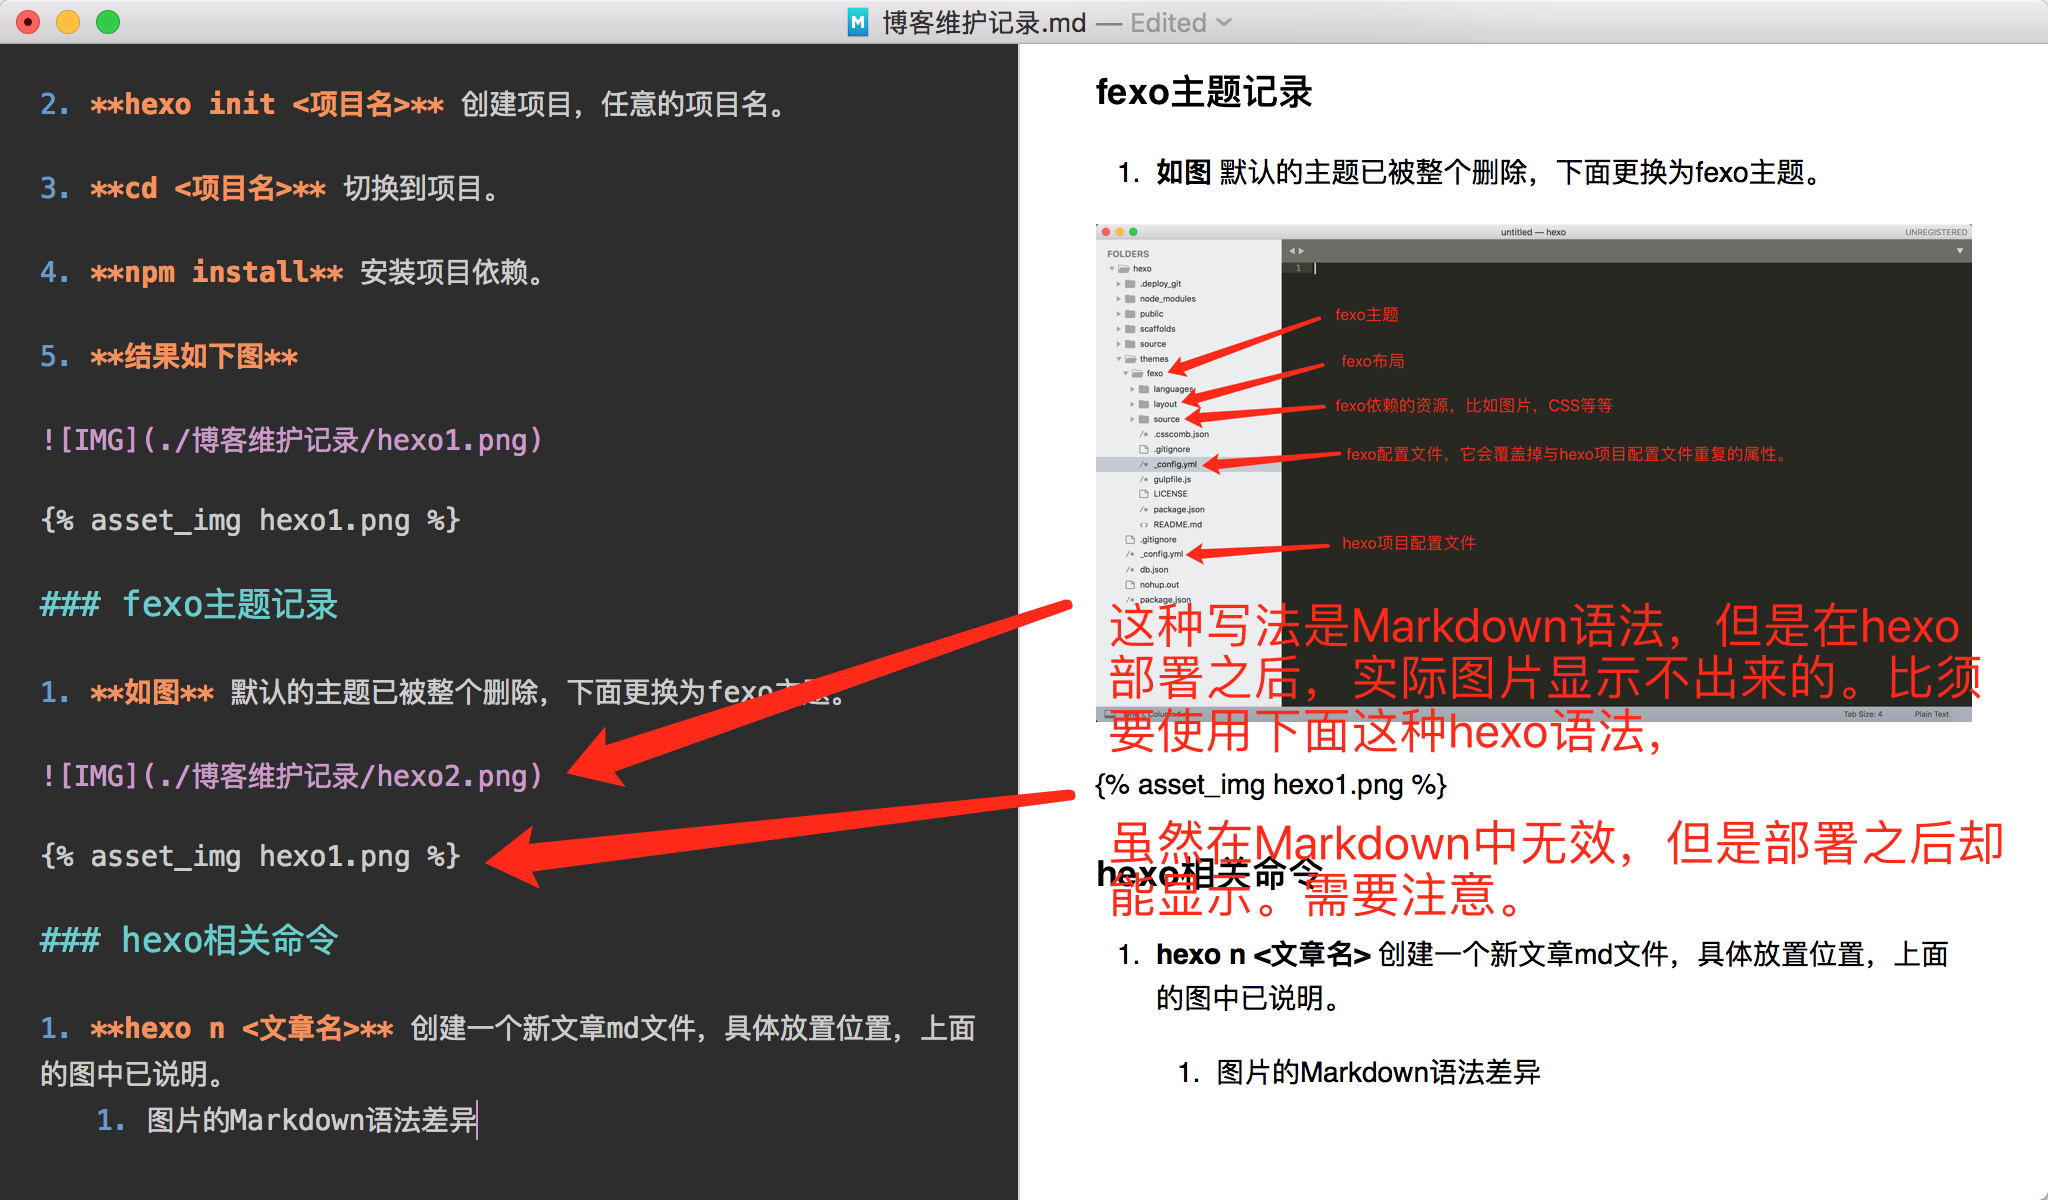 博客维护记录.md — Edited
2. **hexo init <项目名>** 创建项目，任意的项目名。
3. **cd <项目名>** 切换到项目。
4. **npm install** 安装项目依赖。
5. **结果如下图**
![IMG](./博客维护记录/hexo1.png)
{% asset_img hexo1.png %}
### fexo主题记录
1. **如图** 默认的主题已被整个删除，下面更换为fexo主题。
![IMG](./博客维护记录/hexo2.png)
{% asset_img hexo1.png %}
### hexo相关命令
1. **hexo n <文章名>** 创建一个新文章md文件，具体放置位置，上面
的图中已说明。
1. 图片的Markdown语法差异
fexo主题记录
1. 如图 默认的主题已被整个删除，下面更换为fexo主题。
untitled — hexo
UNREGISTERED
FOLDERS
hexo
.deploy_git
node_modules
public
scaffolds
source
themes
fexo
languages
layout
source
.csscomb.json
.gitignore
_config.yml
gulpfile.js
LICENSE
package.json
README.md
.gitignore
_config.yml
db.json
nohup.out
package.json
1
fexo主题
fexo布局
fexo依赖的资源，比如图片，CSS等等
fexo配置文件，它会覆盖掉与hexo项目配置文件重复的属性。
hexo项目配置文件
Tab Size: 4
Plain Text
这种写法是Markdown语法，但是在hexo
部署之后，实际图片显示不出来的。比须
要使用下面这种hexo语法，
{% asset_img hexo1.png %}
虽然在Markdown中无效，但是部署之后却
能显示。需要注意。
hexo相关命令
1. hexo n <文章名> 创建一个新文章md文件，具体放置位置，上面
的图中已说明。
1. 图片的Markdown语法差异